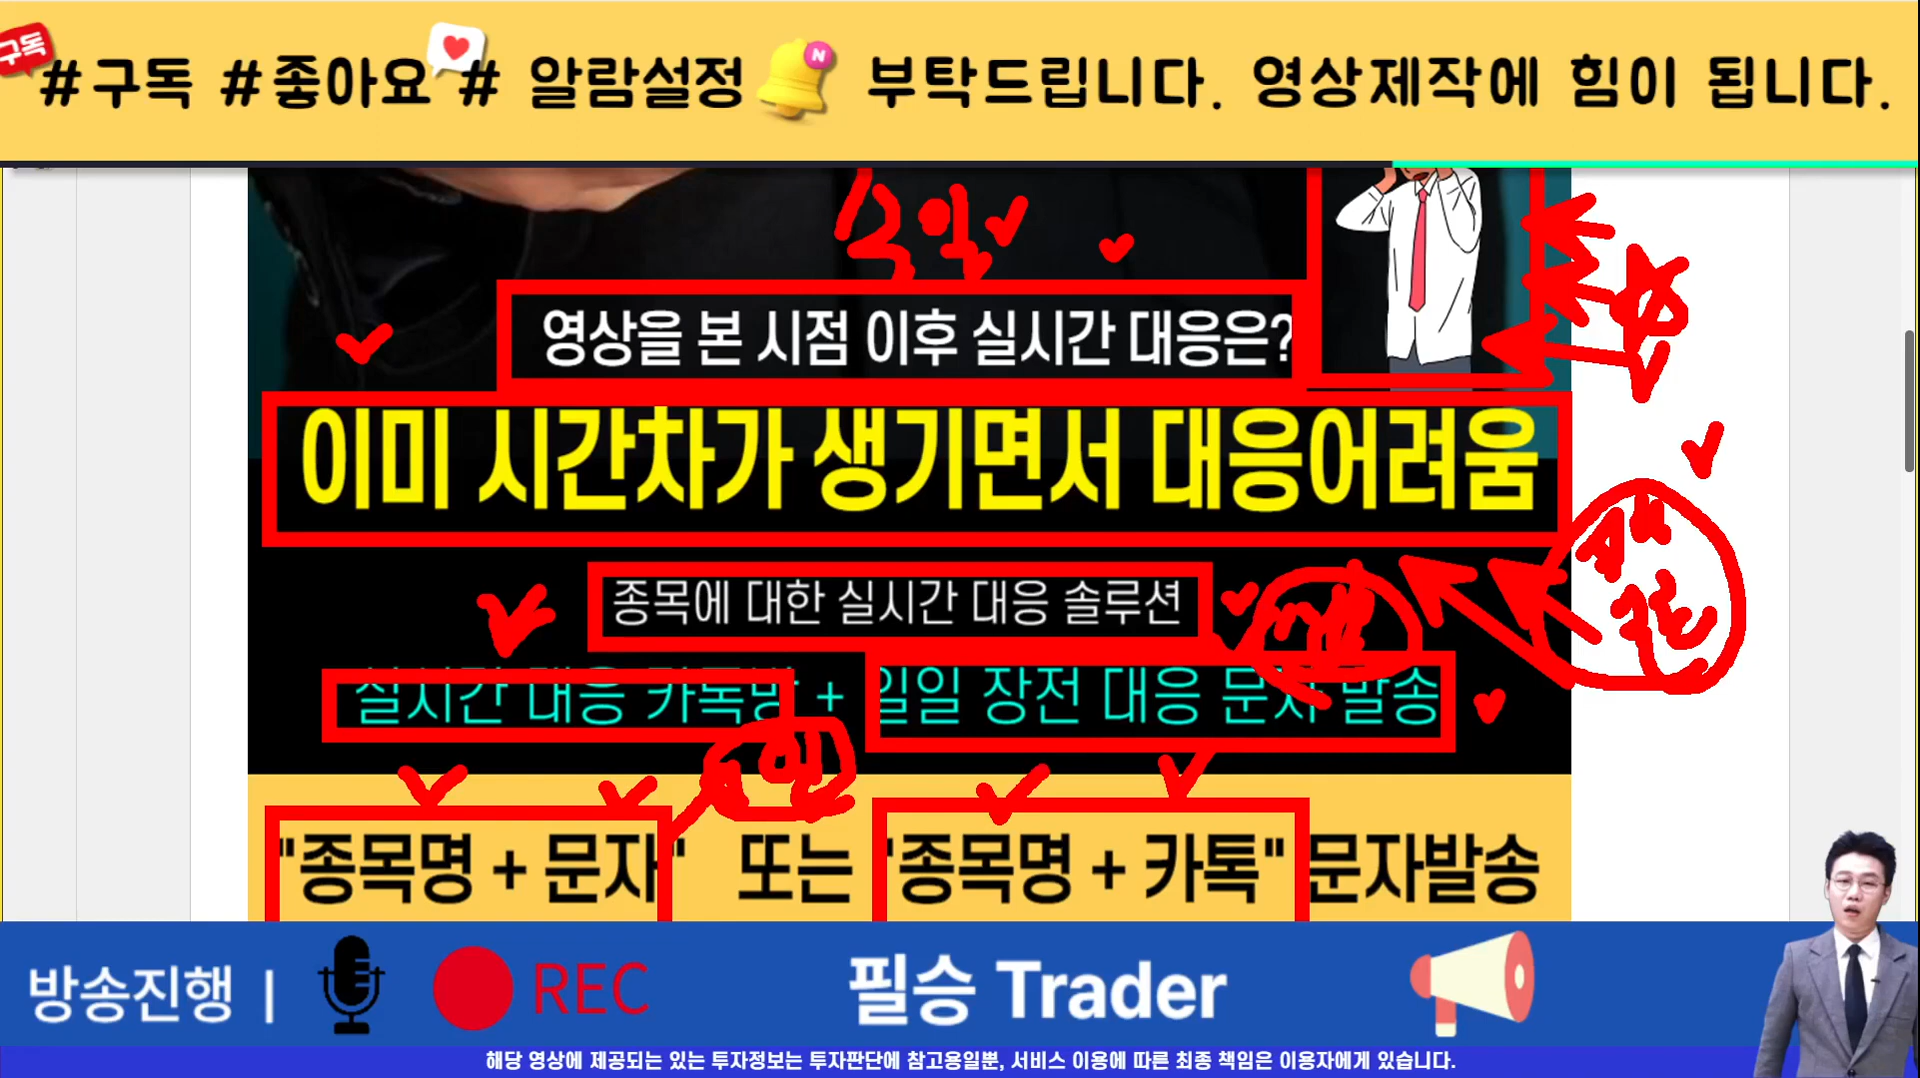 구독
#구독 #좋아요 # 알람설정 N 부탁드립니다. 영상제작에 힘이 됩니다.
영상을 본 시점 이후 실시간 대응은?
이미 시간차가 생기면서 대응어려움
종목에 대한 실시간 대응 솔루션
실시간 대응 카톡방 + 일일 장전 대응 문자 발송
"종목명 + 문자" 또는 "종목명 + 카톡" 문자발송
방송진행 | REC 필승 Trader
해당 영상에 제공되는 있는 투자정보는 투자판단에 참고용일뿐, 서비스 이용에 따른 최종 책임은 이용자에게 있습니다.